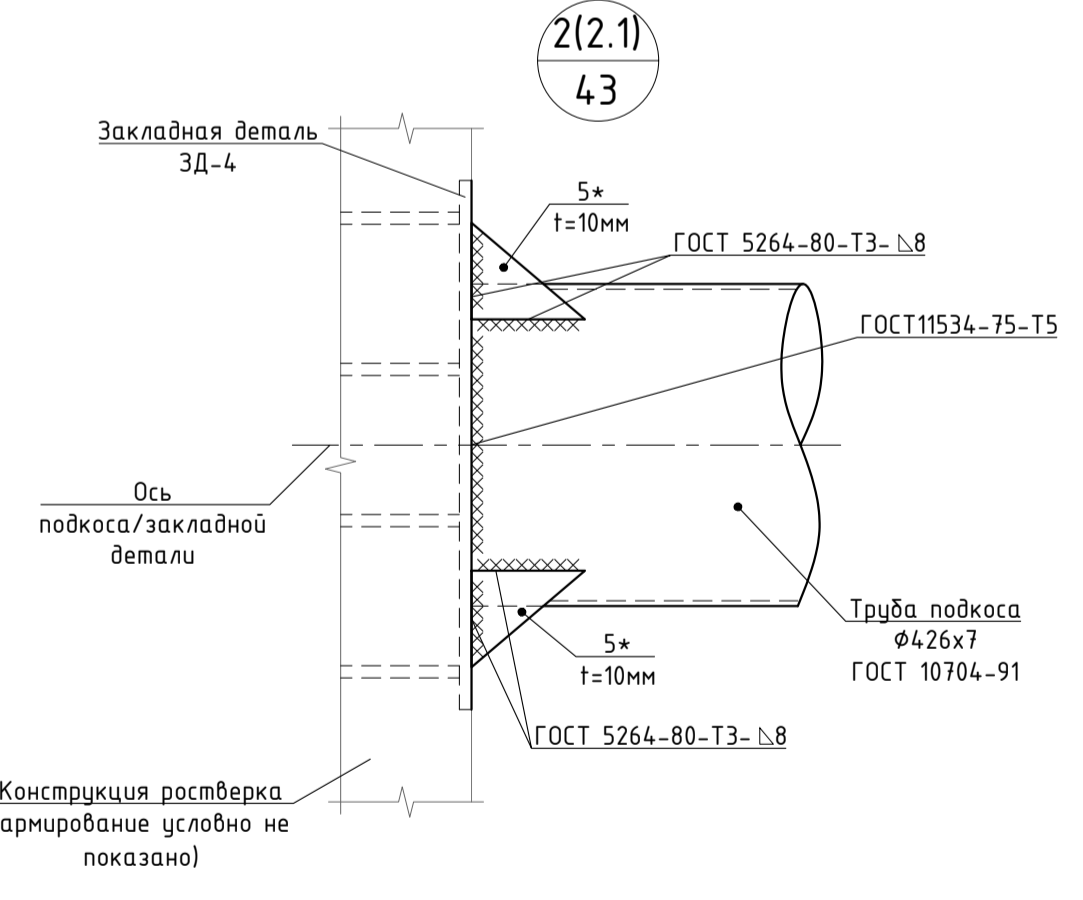 2(2.1)
43
Закладная деталь
ЗД-4
5*
t=10мм
ГОСТ 5264-80-Т3-⊿8
ГОСТ11534-75-Т5
Ось
подкоса/закладной
детали
Труба подкоса
Ф426х7
ГОСТ 10704-91
5*
t=10мм
ГОСТ 5264-80-Т3-⊿8
Конструкция ростверка
армирование условно не
показано)